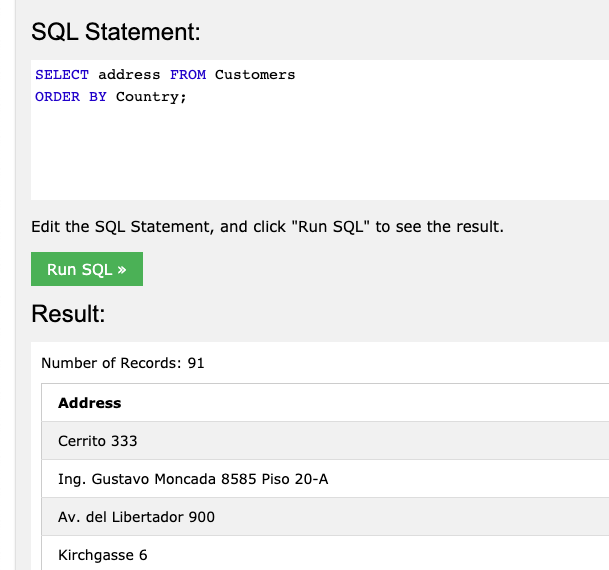 SQL Statement:
SELECT address FROM Customers
ORDER BY Country;
Edit the SQL Statement, and click "Run SQL" to see the result.
Run SQL »
Result:
Number of Records: 91
Address
Cerrito 333
Ing. Gustavo Moncada 8585 Piso 20-A
Av. del Libertador 900
Kirchgasse 6